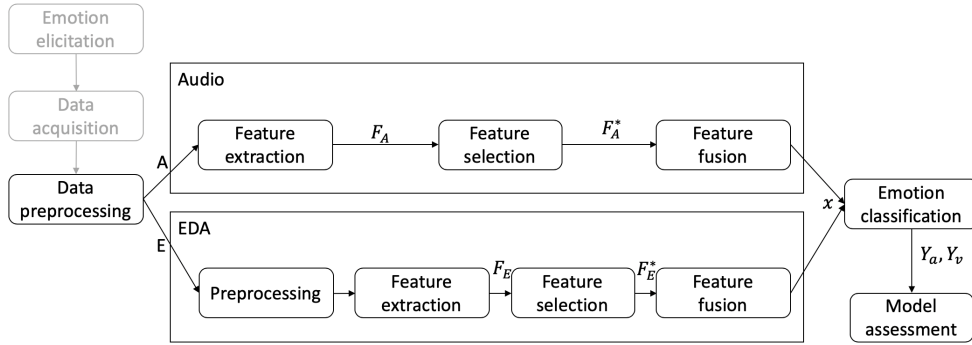 Emotion
elicitation
Data
acquisition
Data
preprocessing
A
E
Audio
Feature
extraction
F_A
Feature
selection
F_A^*
Feature
fusion
EDA
Preprocessing
Feature
extraction
F_E
Feature
selection
F_E^*
Feature
fusion
x
Emotion
classification
Y_a, Y_v
Model
assessment